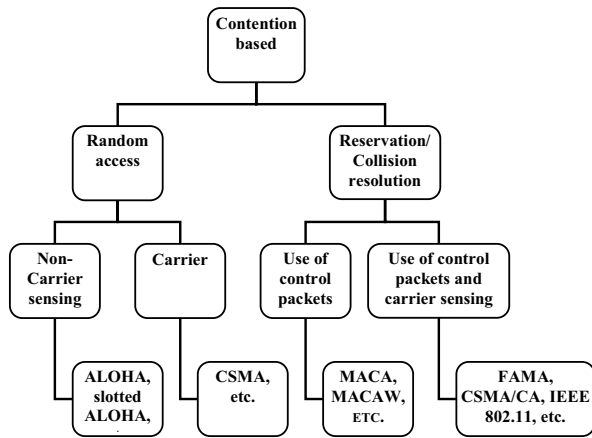 Contention
based
Random
access
Reservation/
Collision
resolution
Non-
Carrier
sensing
Carrier
Use of
control
packets
Use of control
packets and
carrier sensing
ALOHA,
slotted
ALOHA,
CSMA,
etc.
MACA,
MACAW,
ETC.
FAMA,
CSMA/CA, IEEE
802.11, etc.